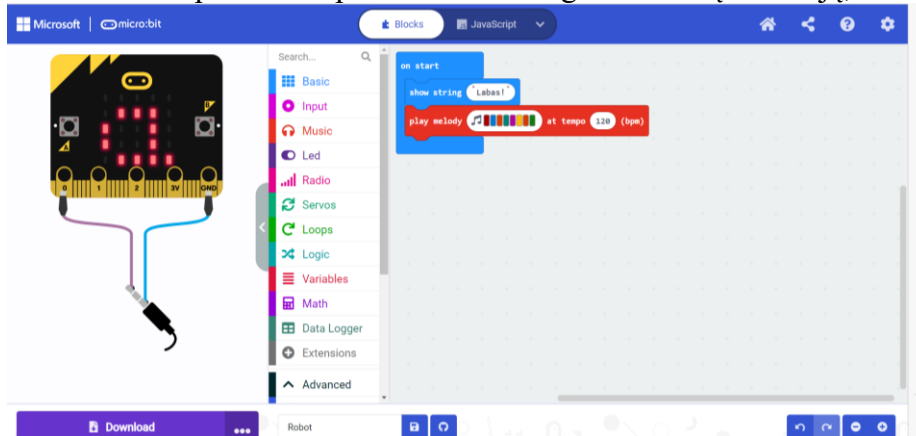 Microsoft | micro:bit
Blocks
JavaScript
Search...
Basic
Input
Music
Led
Radio
Servos
Loops
Logic
Variables
Math
Data Logger
Extensions
Advanced
on start
show string "Labas!"
play melody at tempo 120 (bpm)
A
B
0 1 2 3V GND
Download
Robot